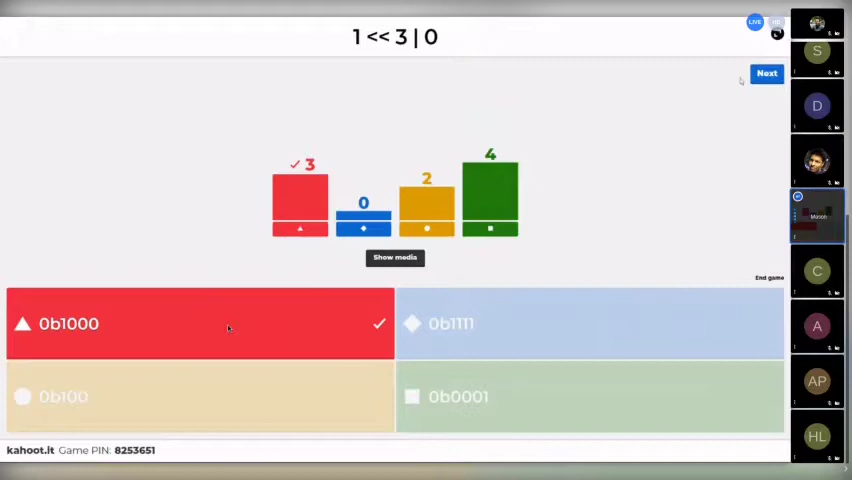 1 << 3 | 0
LIVE
Next
3
0
2
4
Show media
End game
0b1000
0b1111
0b100
0b0001
kahoot.it Game PIN: 8253651
S
D
C
A
AP
HL